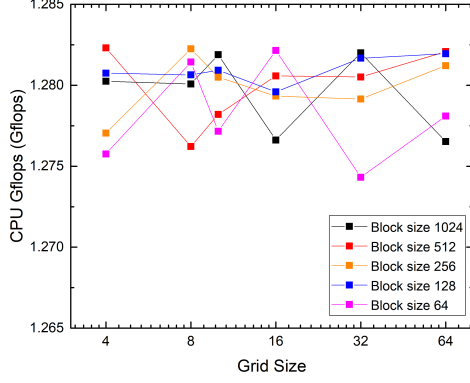 1.285
1.280
1.275
1.270
1.265
CPU Gflops (Gflops)
4
8
16
32
64
Grid Size
Block size 1024
Block size 512
Block size 256
Block size 128
Block size 64